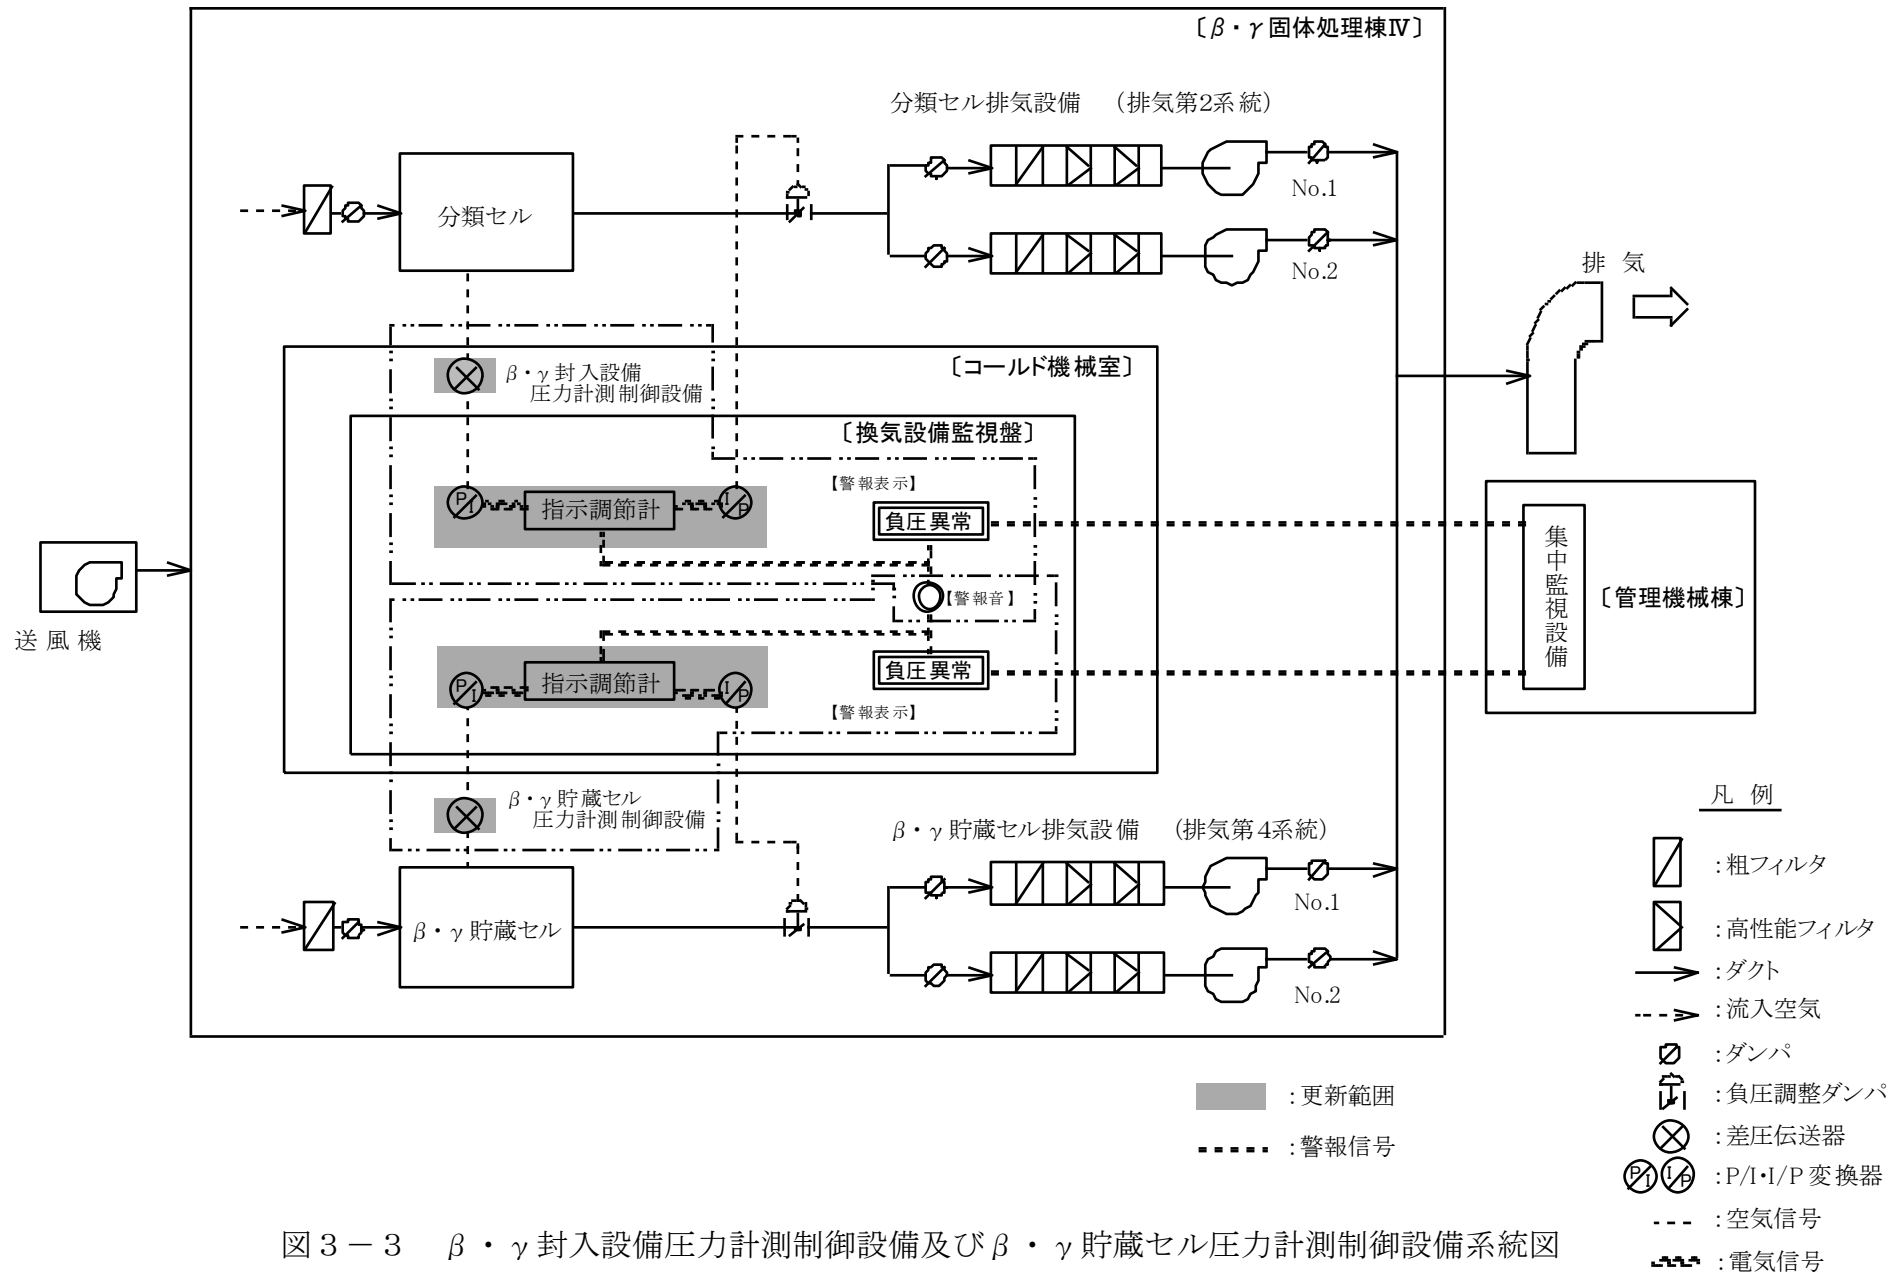 〔β・γ固体処理棟Ⅳ〕
分類セル排気設備　（排気第2系統）
No.1
分類セル
No.2
排 気
〔コールド機械室〕
β・γ封入設備
圧力計測制御設備
〔換気設備監視盤〕
【警報表示】
P/I
指示調節計
I/P
負圧異常
【警報音】
送風機
集中監視設備
〔管理機械棟〕
P/I
指示調節計
I/P
負圧異常
【警報表示】
β・γ貯蔵セル
圧力計測制御設備
β・γ貯蔵セル排気設備　（排気第4系統）
No.1
β・γ貯蔵セル
No.2
凡 例
：粗フィルタ
：高性能フィルタ
：ダクト
：流入空気
：ダンパ
：負圧調整ダンパ
：差圧伝送器
P/I I/P ：P/I・I/P変換器
：空気信号
：電気信号
：更新範囲
：警報信号
図３－３　β・γ封入設備圧力計測制御設備及びβ・γ貯蔵セル圧力計測制御設備系統図